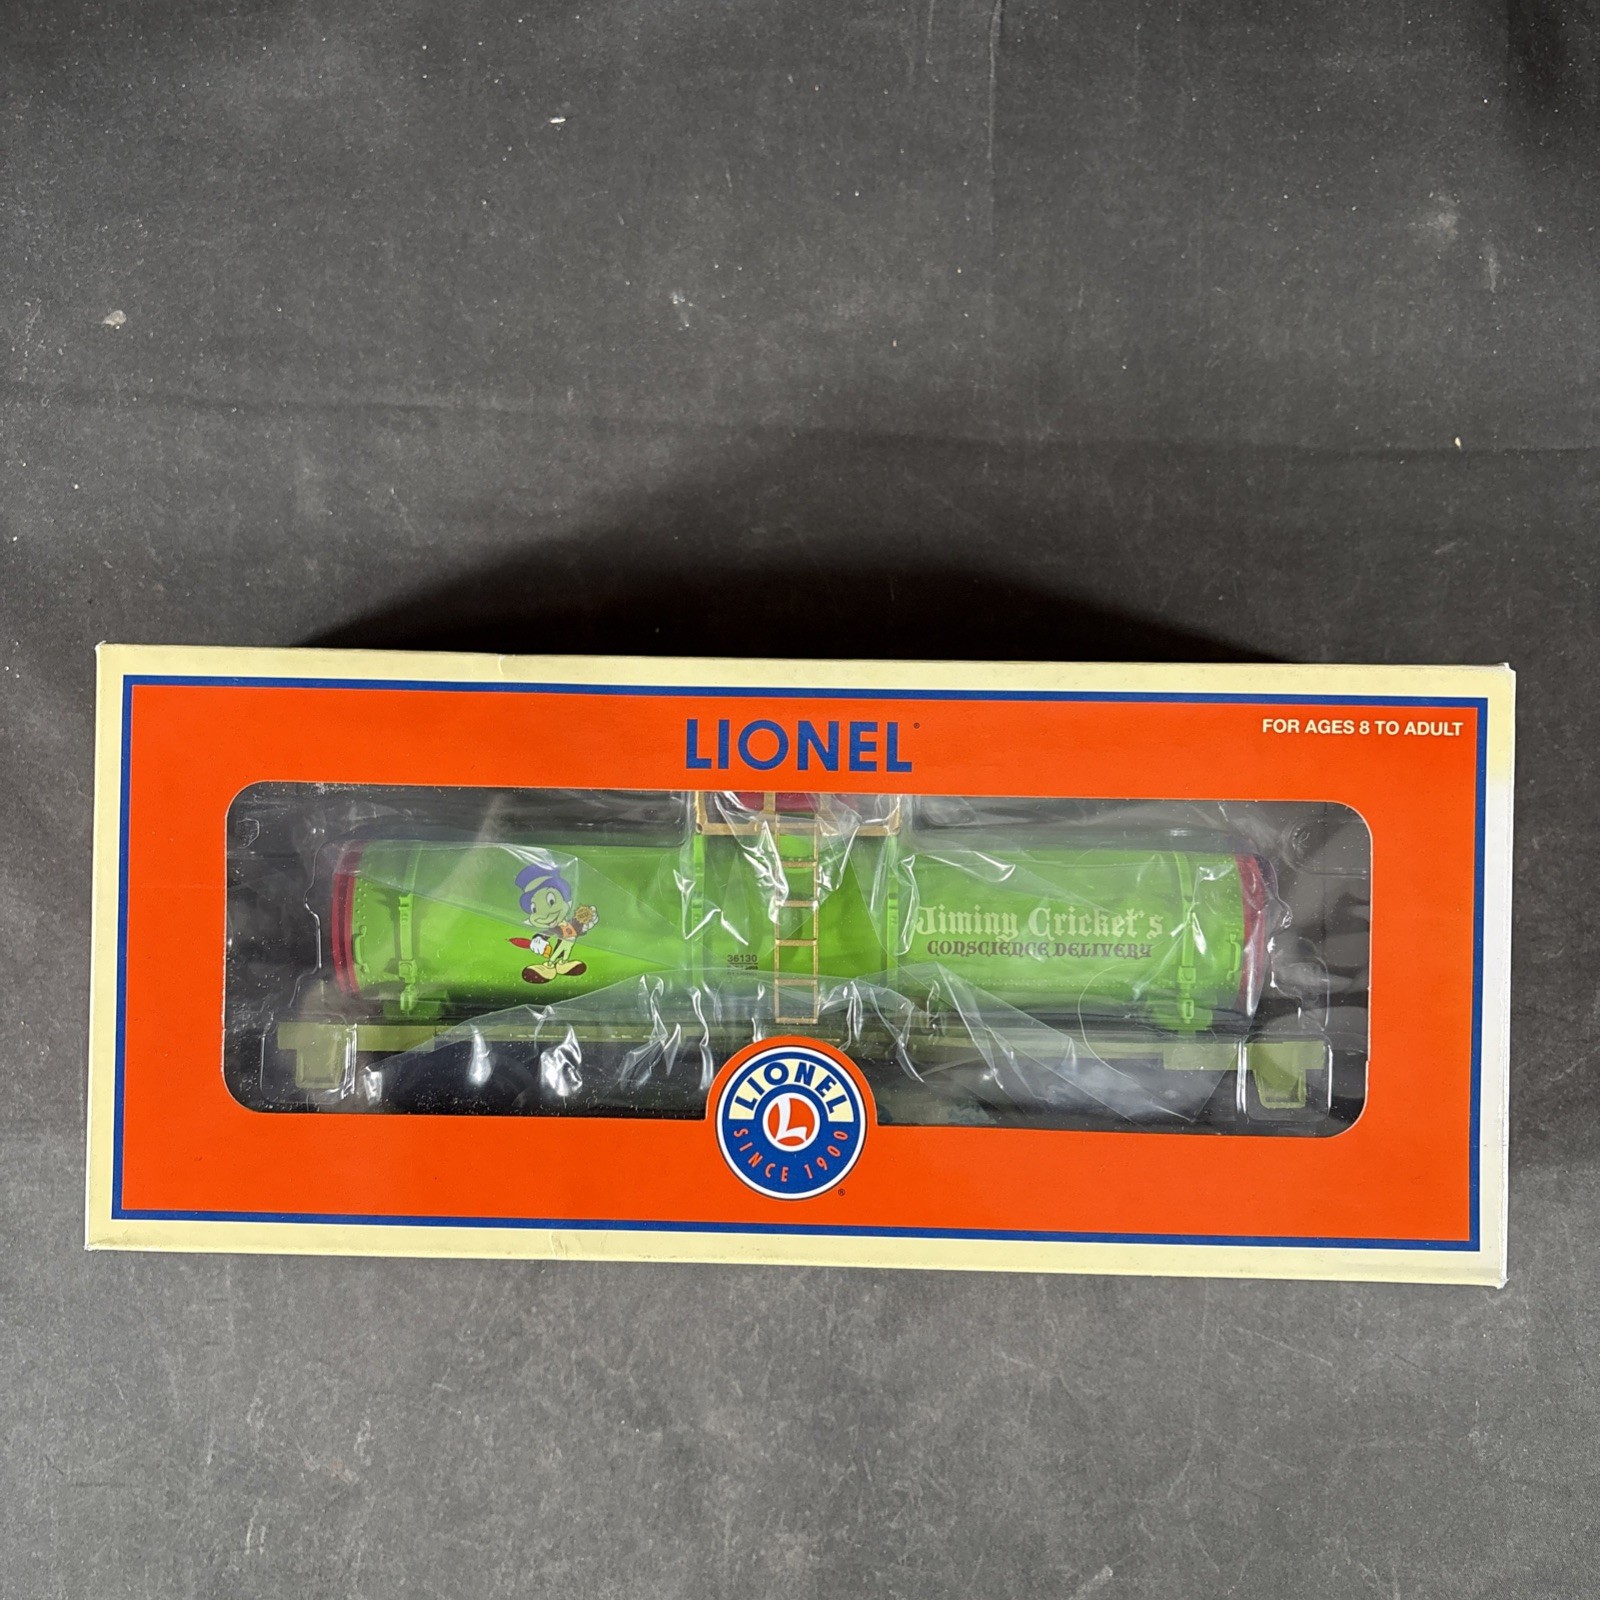 LIONEL
FOR AGES 8 TO ADULT
Jiminy Cricket's
CONSCIENCE DELIVERY
36130
LIONEL
L
SINCE 1900